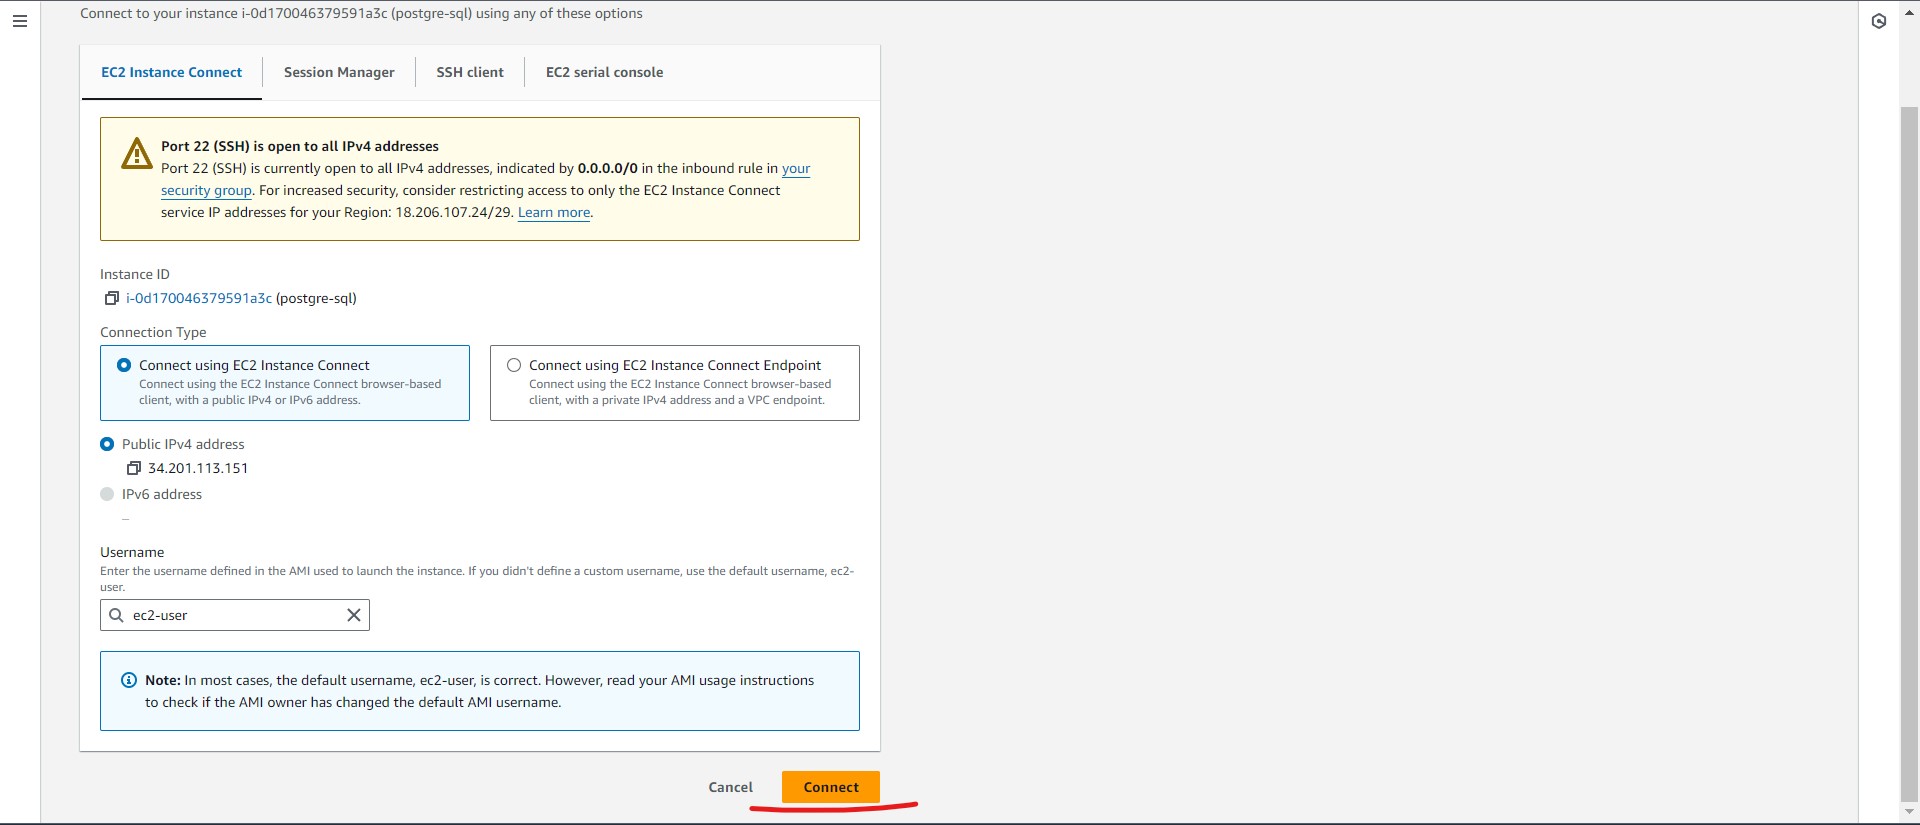 Connect to your instance i-0d170046379591a3c (postgre-sql) using any of these options
EC2 Instance Connect
Session Manager
SSH client
EC2 serial console
Port 22 (SSH) is open to all IPv4 addresses
Port 22 (SSH) is currently open to all IPv4 addresses, indicated by 0.0.0.0/0 in the inbound rule in your
security group. For increased security, consider restricting access to only the EC2 Instance Connect
service IP addresses for your Region: 18.206.107.24/29. Learn more.
Instance ID
i-0d170046379591a3c (postgre-sql)
Connection Type
Connect using EC2 Instance Connect
Connect using the EC2 Instance Connect browser-based
client, with a public IPv4 or IPv6 address.
Connect using EC2 Instance Connect Endpoint
Connect using the EC2 Instance Connect browser-based
client, with a private IPv4 address and a VPC endpoint.
Public IPv4 address
34.201.113.151
IPv6 address
–
Username
Enter the username defined in the AMI used to launch the instance. If you didn't define a custom username, use the default username, ec2-
user.
ec2-user
Note: In most cases, the default username, ec2-user, is correct. However, read your AMI usage instructions
to check if the AMI owner has changed the default AMI username.
Cancel
Connect